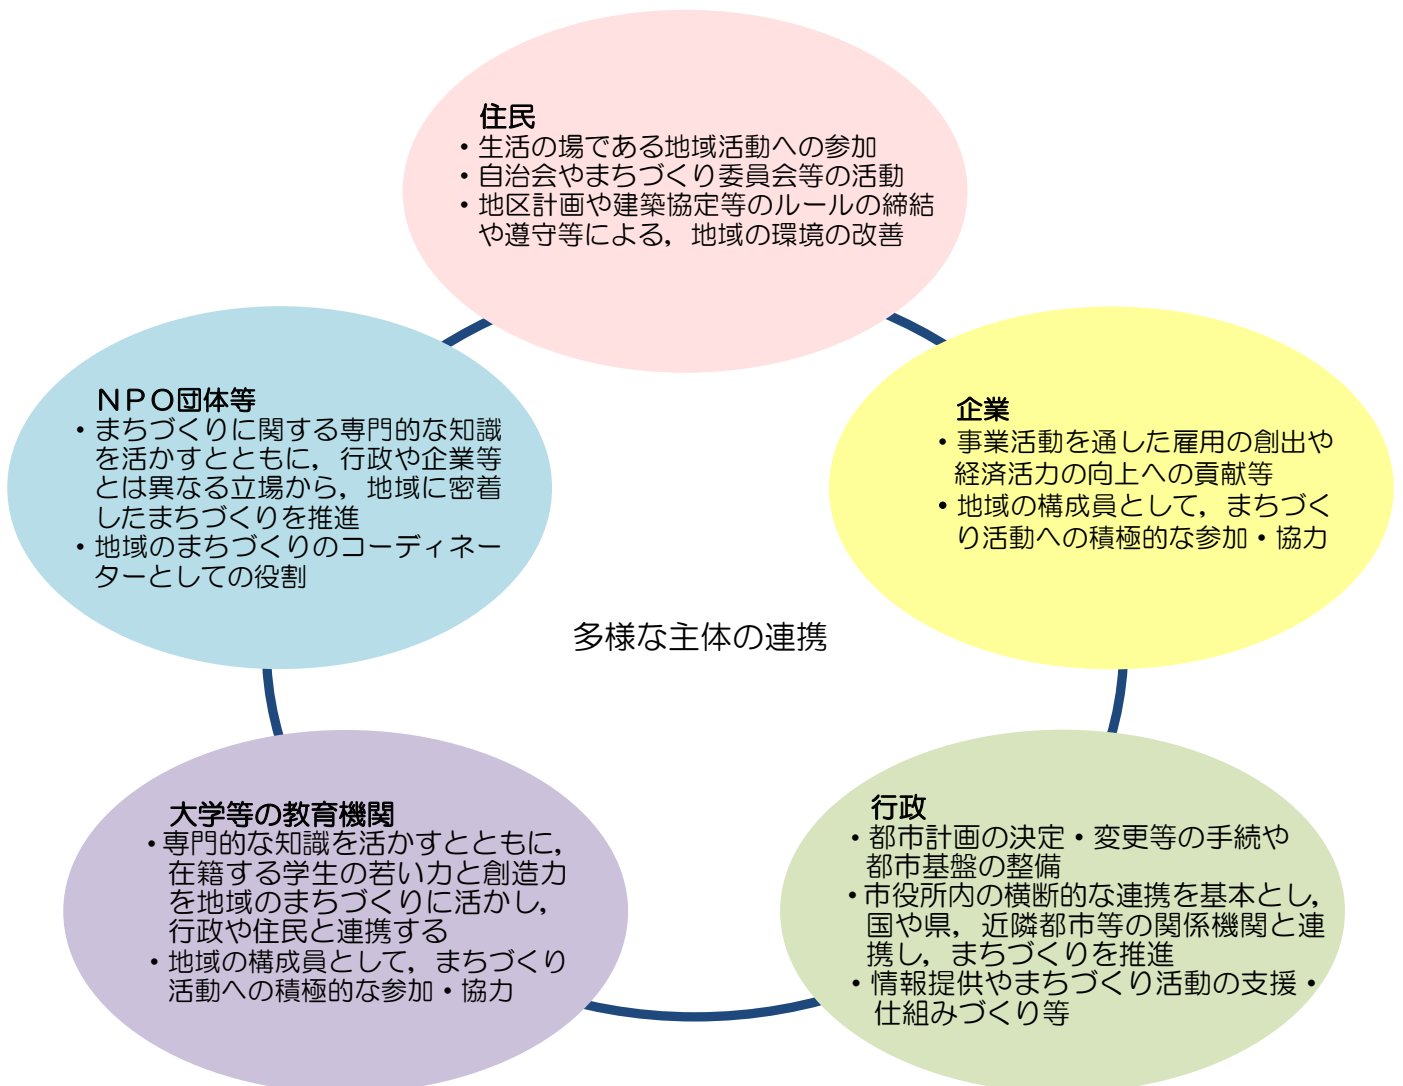 住民
・生活の場である地域活動への参加
・自治会やまちづくり委員会等の活動
・地区計画や建築協定等のルールの締結
や遵守等による，地域の環境の改善
ＮＰＯ団体等
・まちづくりに関する専門的な知識
を活かすとともに，行政や企業等
とは異なる立場から，地域に密着
したまちづくりを推進
・地域のまちづくりのコーディネー
ターとしての役割
企業
・事業活動を通した雇用の創出や
経済活力の向上への貢献等
・地域の構成員として，まちづく
り活動への積極的な参加・協力
多様な主体の連携
大学等の教育機関
・専門的な知識を活かすとともに，
在籍する学生の若い力と創造力
を地域のまちづくりに活かし，
行政や住民と連携する
・地域の構成員として，まちづくり
活動への積極的な参加・協力
行政
・都市計画の決定・変更等の手続や
都市基盤の整備
・市役所内の横断的な連携を基本とし，
国や県，近隣都市等の関係機関と連
携し，まちづくりを推進
・情報提供やまちづくり活動の支援・
仕組みづくり等